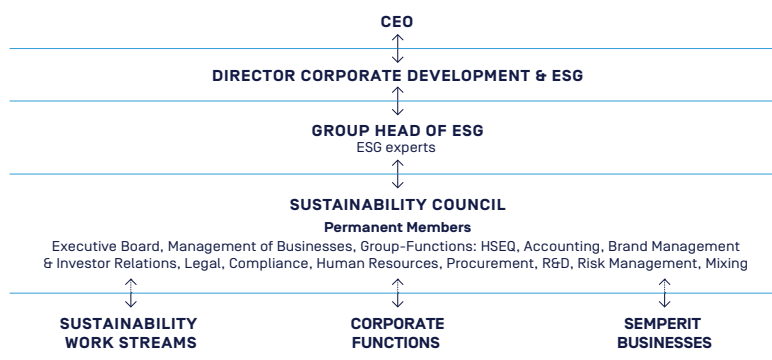 CEO
DIRECTOR CORPORATE DEVELOPMENT & ESG
GROUP HEAD OF ESG
ESG experts
SUSTAINABILITY COUNCIL
Permanent Members
Executive Board, Management of Businesses, Group-Functions: HSEQ, Accounting, Brand Management
& Investor Relations, Legal, Compliance, Human Resources, Procurement, R&D, Risk Management, Mixing
SUSTAINABILITY
WORK STREAMS
CORPORATE
FUNCTIONS
SEMPERIT
BUSINESSES